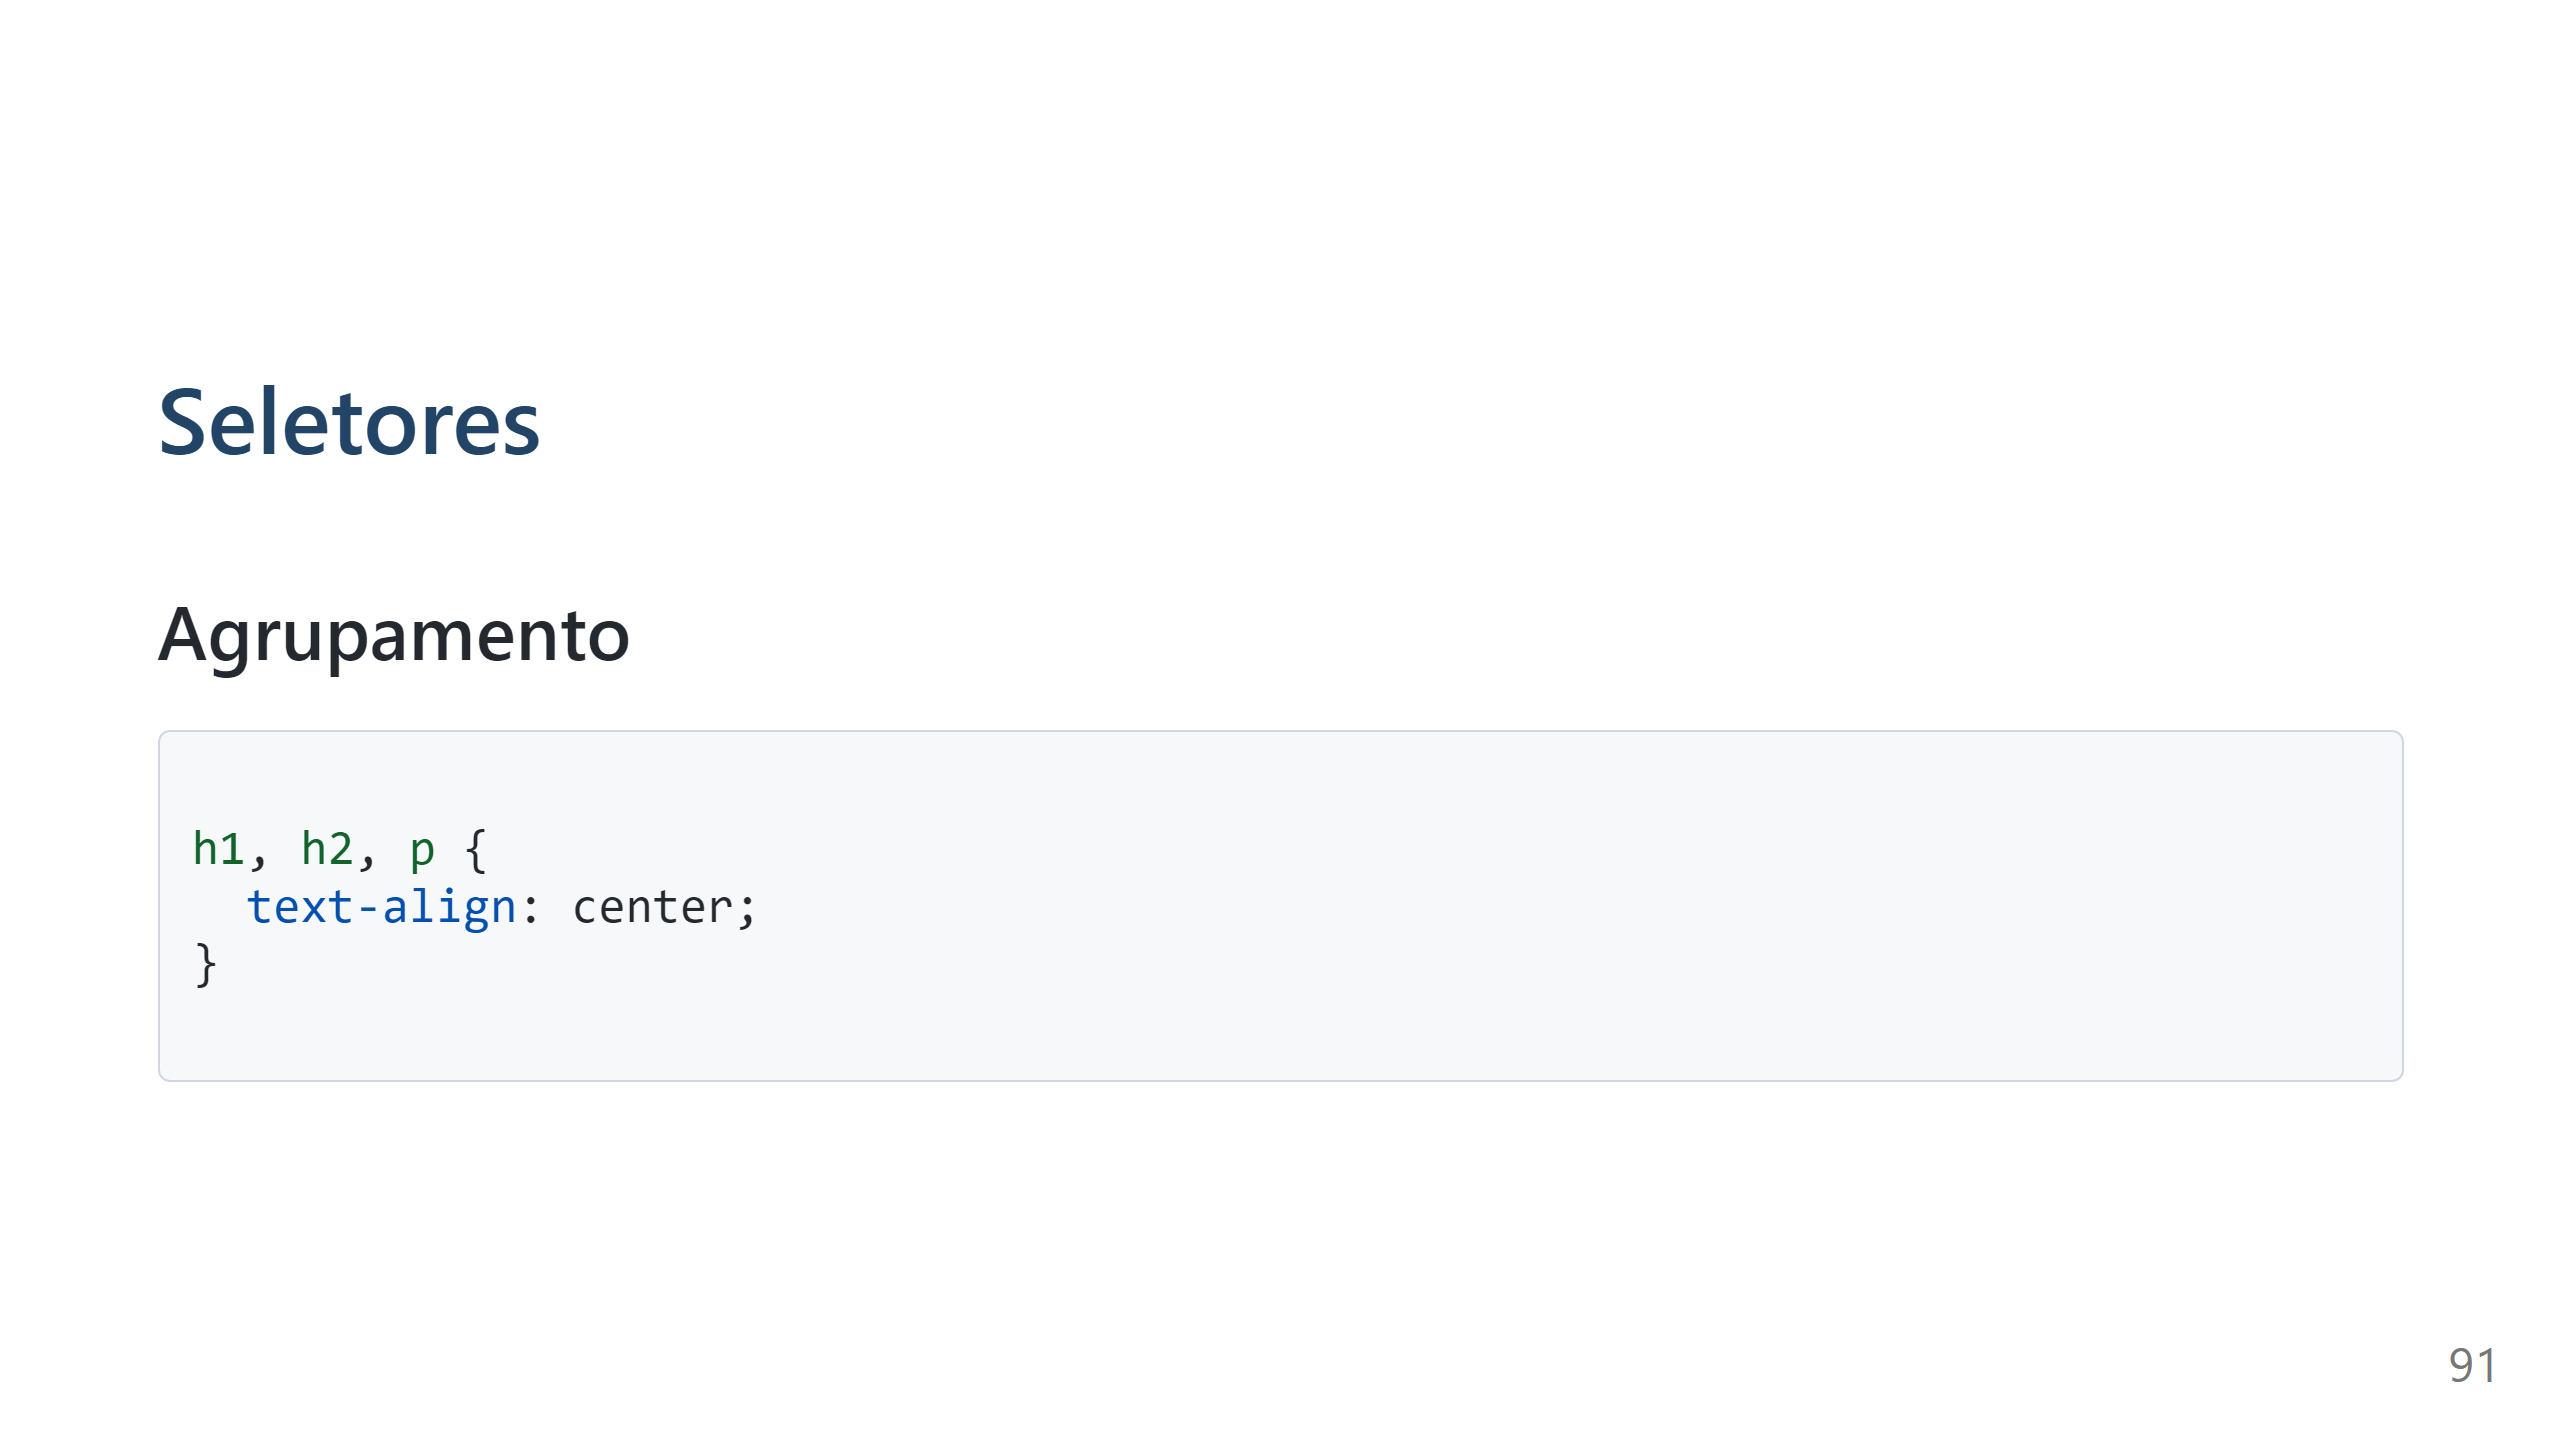 Seletores
Agrupamento
h1, h2, p {
  text-align: center;
}
91